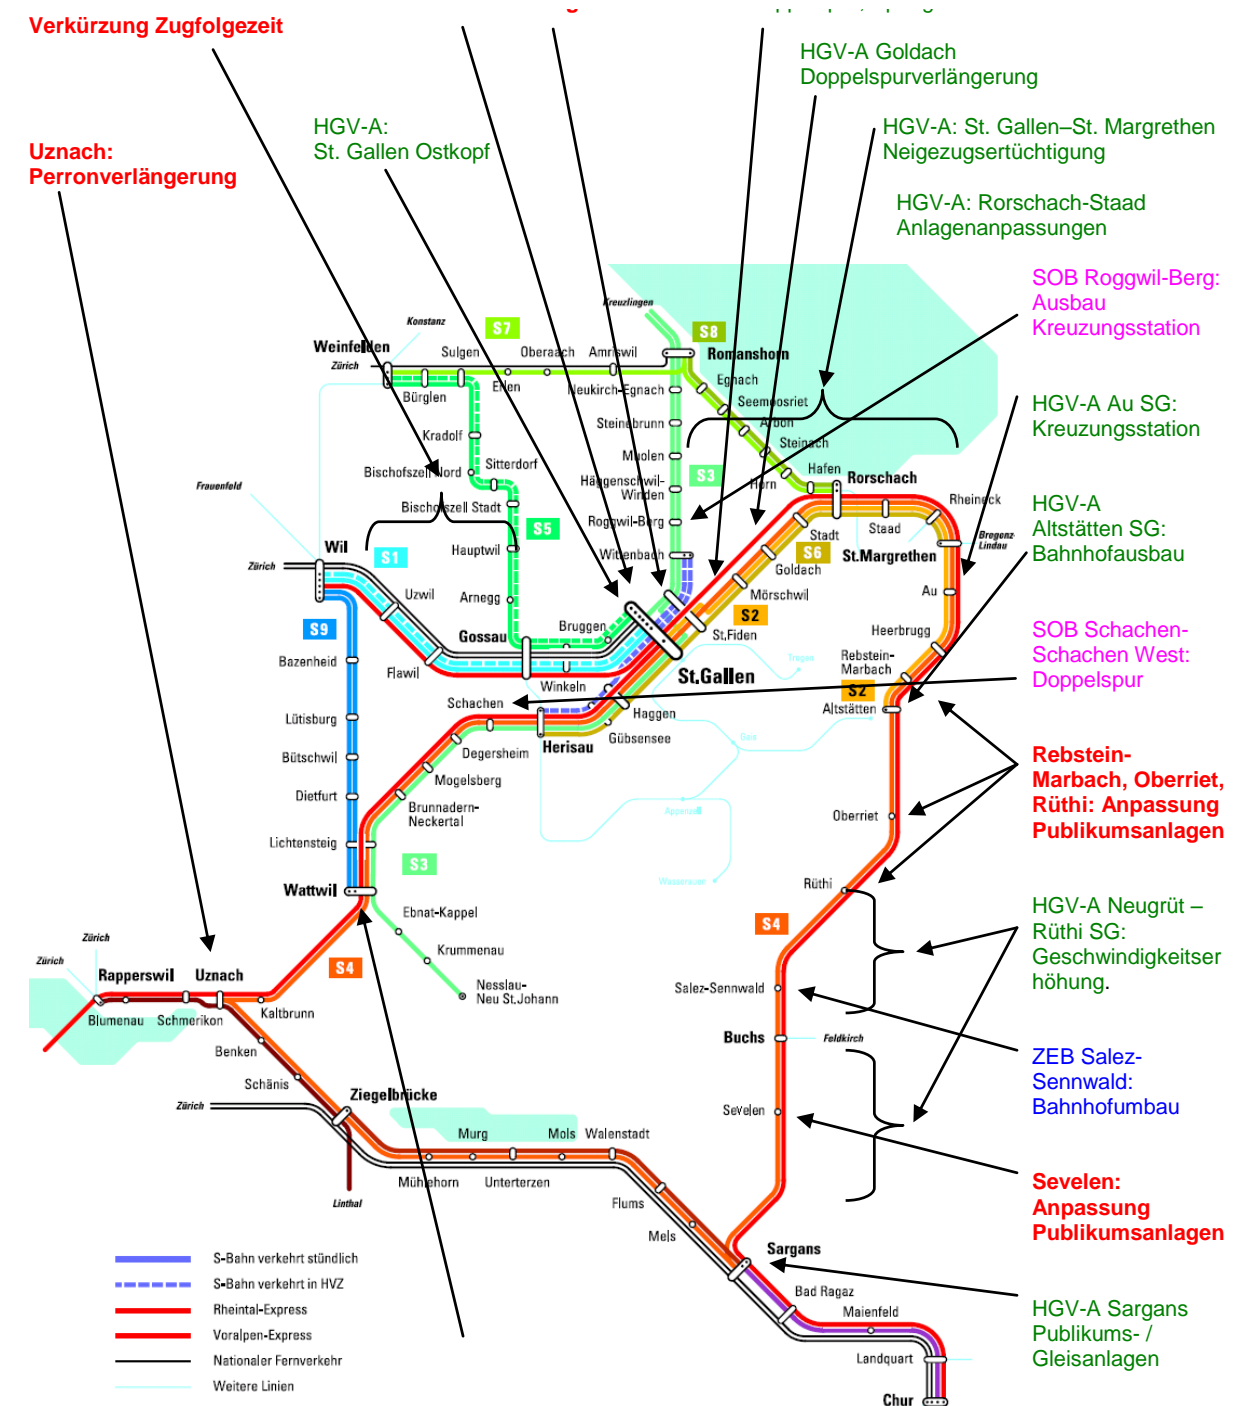 Verkürzung Zugfolgezeit
HGV-A Goldach
Doppelspurverlängerung
HGV-A:
St. Gallen Ostkopf
HGV-A: St. Gallen–St. Margrethen
Neigezugsertüchtigung
Uznach:
Perronverlängerung
HGV-A: Rorschach-Staad
Anlagenanpassungen
SOB Roggwil-Berg:
Ausbau
Kreuzungsstation
HGV-A Au SG:
Kreuzungsstation
HGV-A
Altstätten SG:
Bahnhofausbau
SOB Schachen-
Schachen West:
Doppelspur
Rebstein-
Marbach, Oberriet,
Rüthi: Anpassung
Publikumsanlagen
HGV-A Neugrüt –
Rüthi SG:
Geschwindigkeitser
höhung.
ZEB Salez-
Sennwald:
Bahnhofumbau
Sevelen:
Anpassung
Publikumsanlagen
HGV-A Sargans
Publikums- /
Gleisanlagen
Kreuzlingen
Konstanz
S7
S8
Weinfelden
Zürich
Sulgen
Oberaach
Amriswil
Romanshorn
Bürglen
Erlen
Neukirch-Egnach
Egnach
Seemoosriet
Steinebrunn
Arbon
Kradolf
Steinach
Muolen
Bischofszell Nord
Sitterdorf
Hafen
Häggenschwil-
Winden
S3
Horn
Rorschach
Frauenfeld
Bischofszell Stadt
Rheineck
Roggwil-Berg
Stadt
Staad
S5
Wil
S1
Hauptwil
Wittenbach
S6
St.Margrethen
Bregenz-
Lindau
Zürich
Goldach
Uzwil
Arnegg
Mörschwil
Au
S9
Gossau
Bruggen
S2
St.Fiden
Heerbrugg
Bazenheid
Flawil
Winkeln
St.Gallen
Trogen
Rebstein-
Marbach
S2
Schachen
Haggen
Altstätten
Lütisburg
Herisau
Gübsensee
Gais
Degersheim
Bütschwil
Mogelsberg
Dietfurt
Brunnadern-
Neckertal
Appenzell
Oberriet
Lichtensteig
S3
Wattwil
Wasserauen
Rüthi
Ebnat-Kappel
S4
Krummenau
Zürich
Zürich
Rapperswil
Uznach
S4
Nesslau-
Neu St.Johann
Salez-Sennwald
Blumenau
Schmerikon
Kaltbrunn
Buchs
Feldkirch
Benken
Schänis
Ziegelbrücke
Zürich
Sevelen
Murg
Mols
Walenstadt
Mühlehorn
Unterterzen
Linthal
Flums
Mels
Sargans
Bad Ragaz
Maienfeld
Landquart
Chur
S-Bahn verkehrt stündlich
S-Bahn verkehrt in HVZ
Rheintal-Express
Voralpen-Express
Nationaler Fernverkehr
Weitere Linien